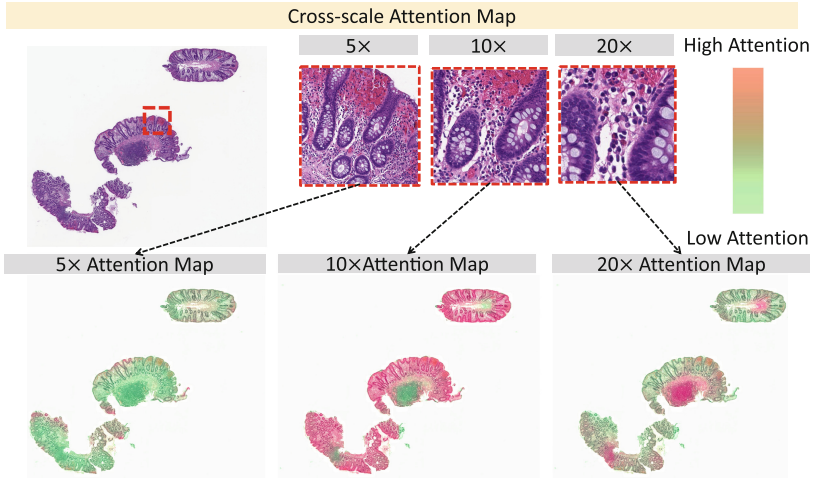 Cross-scale Attention Map
5× 10× 20× High Attention
Low Attention
5× Attention Map 10×Attention Map 20× Attention Map